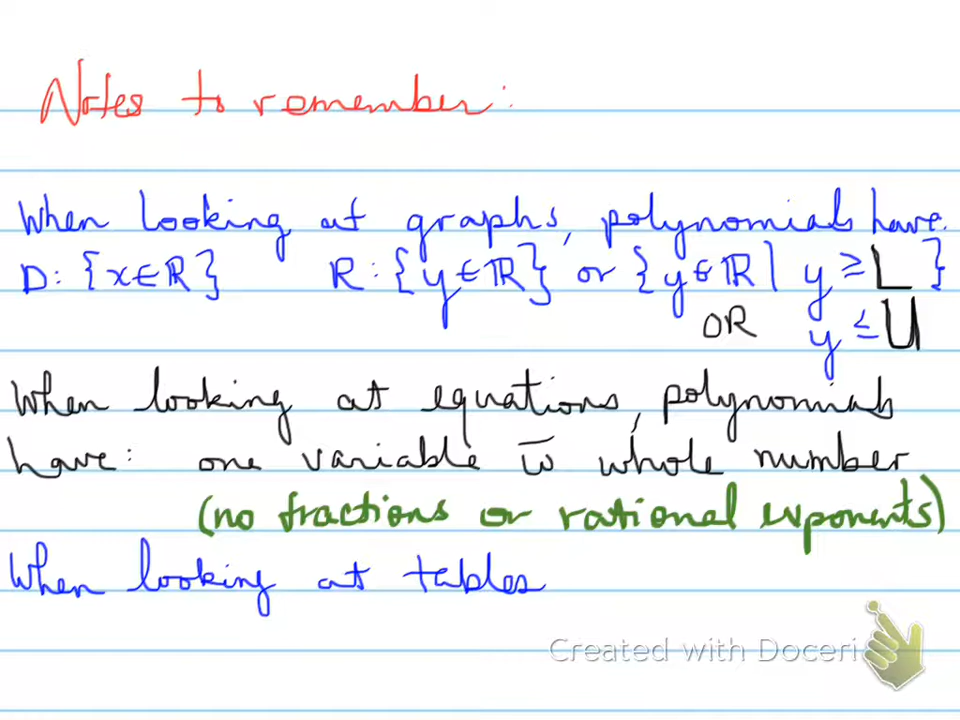 Notes to remember:
When looking at graphs, polynomials have.
D: {x∈ℝ} R: {y∈ℝ} or {y∈ℝ | y ≥ L }
OR y ≤ U
When looking at equations, polynomials
have: one variable w̅ whole number
(no fractions or rational exponents)
When looking at tables
Created with Doceri